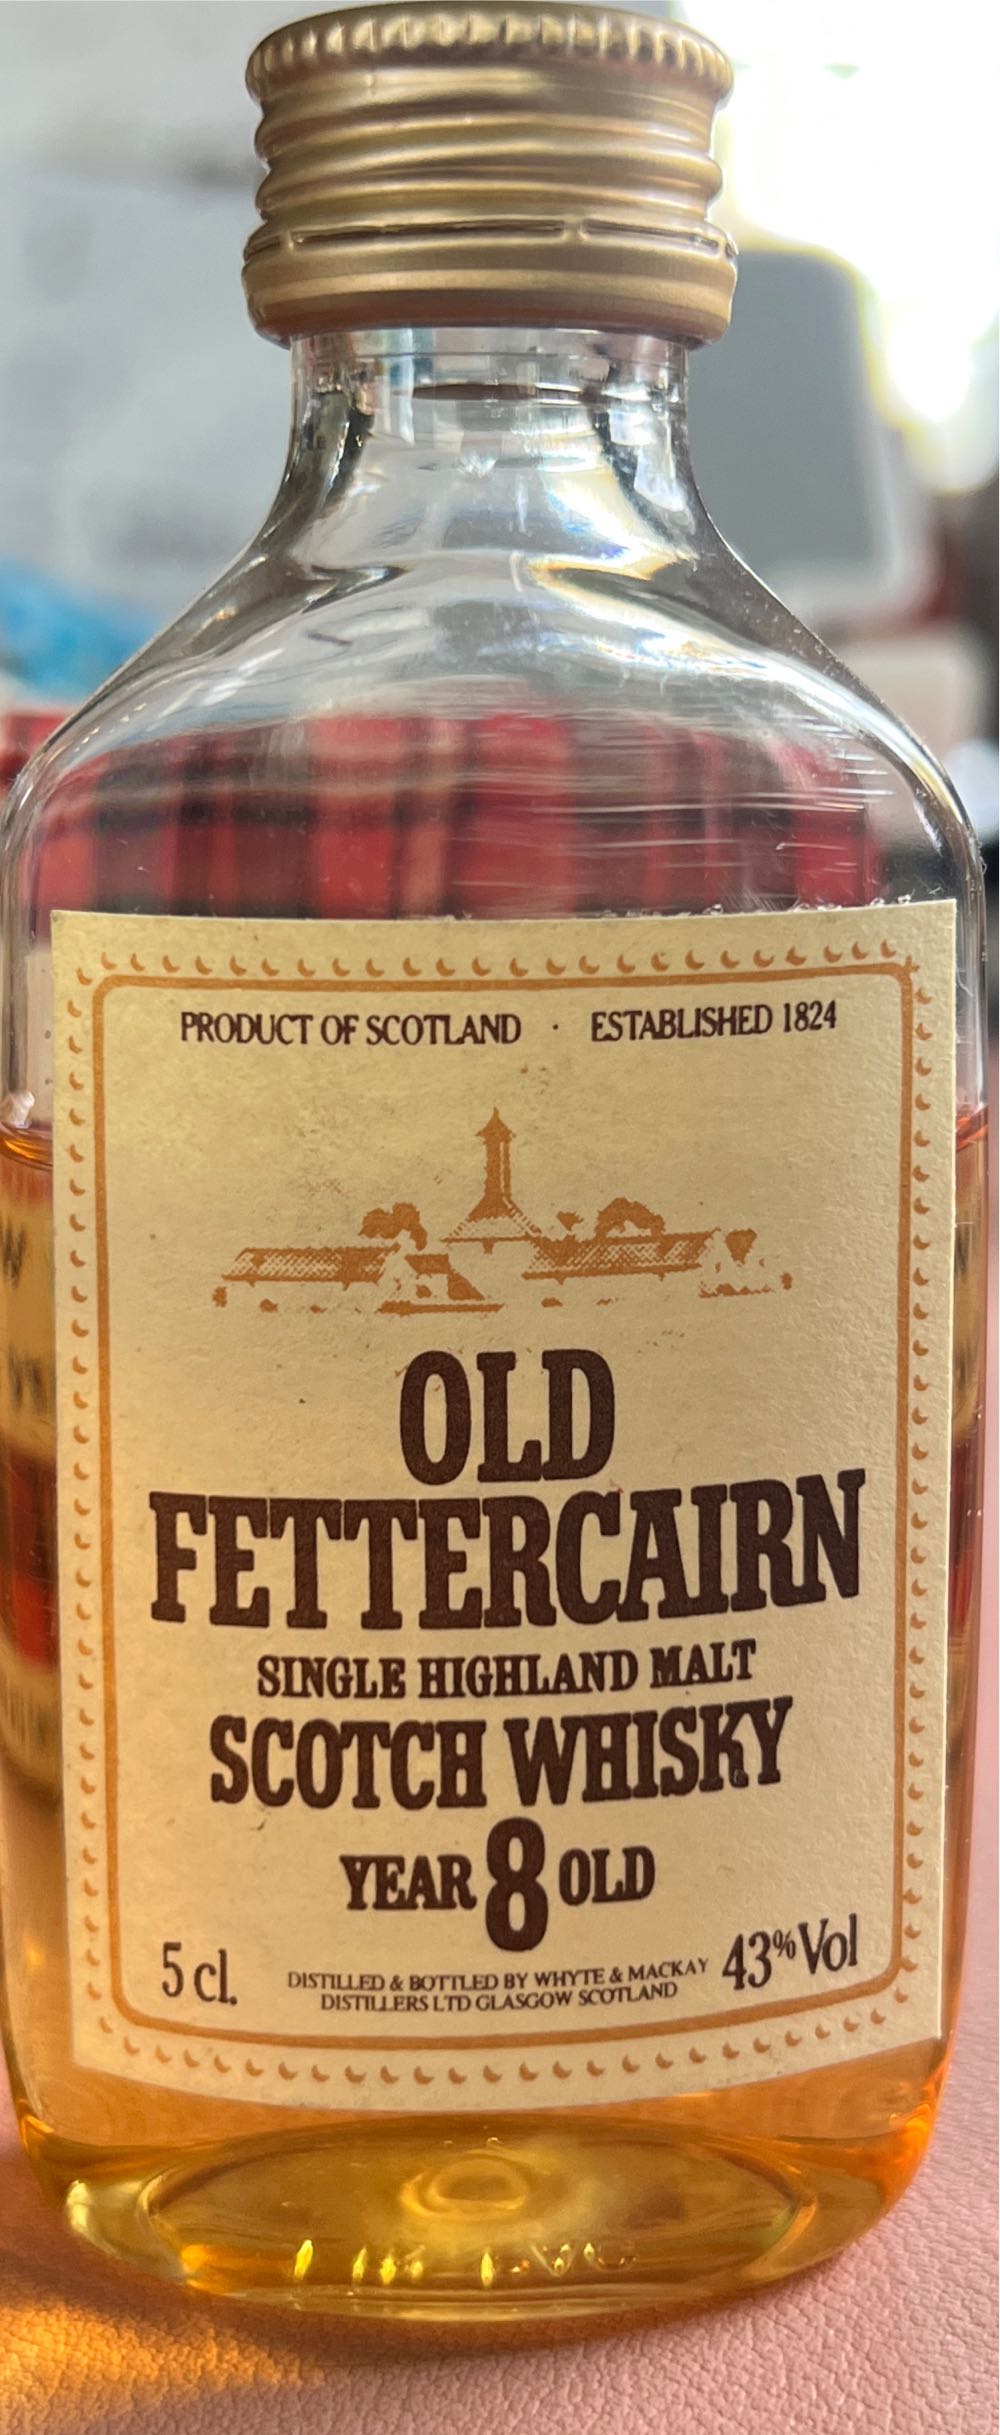 PRODUCT OF SCOTLAND · ESTABLISHED 1824
OLD
FETTERCAIRN
SINGLE HIGHLAND MALT
SCOTCH WHISKY
YEAR 8 OLD
5 cl.
DISTILLED & BOTTLED BY WHYTE & MACKAY
DISTILLERS LTD GLASGOW SCOTLAND
43% Vol